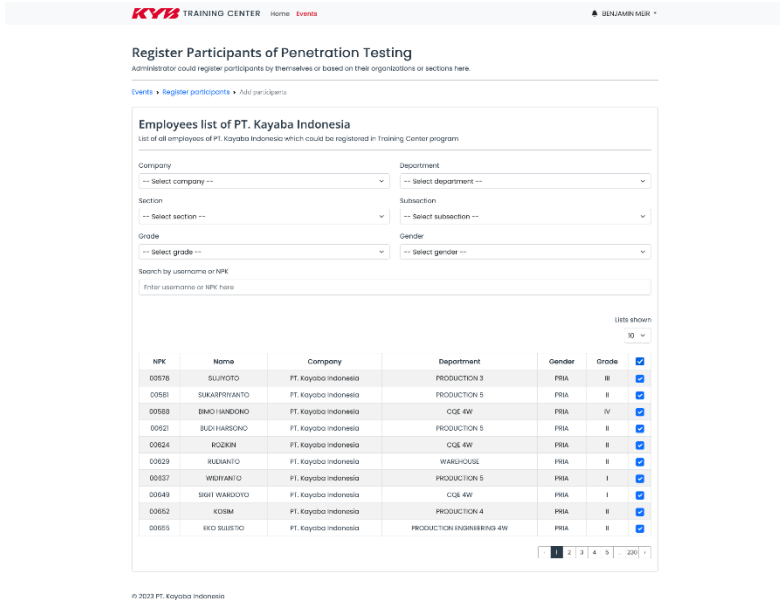 KYB TRAINING CENTER Home Events BENJAMIN MEIR
Register Participants of Penetration Testing
Administrator could register participants by themselves or based on their organizations or sections here.
Events Register participants Add participants
Employees list of PT. Kayaba Indonesia
List of all employees of PT. Kayaba Indonesia which could be registered in Training Center program
Company Department
-- Select company -- -- Select department --
Section Subsection
-- Select section -- -- Select subsection --
Grade Gender
-- Select grade -- -- Select gender --
Search by username or NPK
Enter username or NPK here
Lists shown
10
NPK Name Company Department Gender Grade
00578 SUJIYOTO PT. Kayaba Indonesia PRODUCTION 3 PRIA III
00581 SUKARPRIYANTO PT. Kayaba Indonesia PRODUCTION 5 PRIA II
00588 BIMO HANDONO PT. Kayaba Indonesia CQE 4W PRIA IV
00621 BUDI HARSONO PT. Kayaba Indonesia PRODUCTION 5 PRIA II
00624 ROZIKIN PT. Kayaba Indonesia CQE 4W PRIA II
00629 RUDIANTO PT. Kayaba Indonesia WAREHOUSE PRIA II
00637 WIDIYANTO PT. Kayaba Indonesia PRODUCTION 5 PRIA I
00649 SIGIT WARDOYO PT. Kayaba Indonesia CQE 4W PRIA I
00652 KOSIM PT. Kayaba Indonesia PRODUCTION 4 PRIA II
00655 EKO SULISTIO PT. Kayaba Indonesia PRODUCTION ENGINEERING 4W PRIA II
‹ 1 2 3 4 5 ... 230 ›
© 2023 PT. Kayaba Indonesia